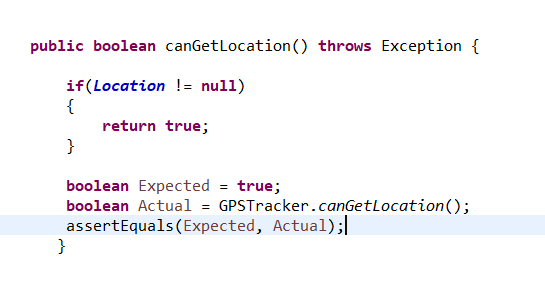 public boolean canGetLocation() throws Exception {
if(Location != null)
{
return true;
}
boolean Expected = true;
boolean Actual = GPSTracker.canGetLocation();
assertEquals(Expected, Actual);
}